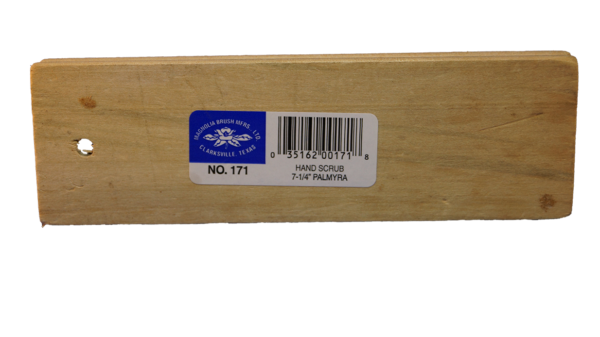 MAGNOLIA BRUSH MFRS., LTD.
CLARKSVILLE, TEXAS
NO. 171
0 35162 00171 8
HAND SCRUB
7-1/4" PALMYRA